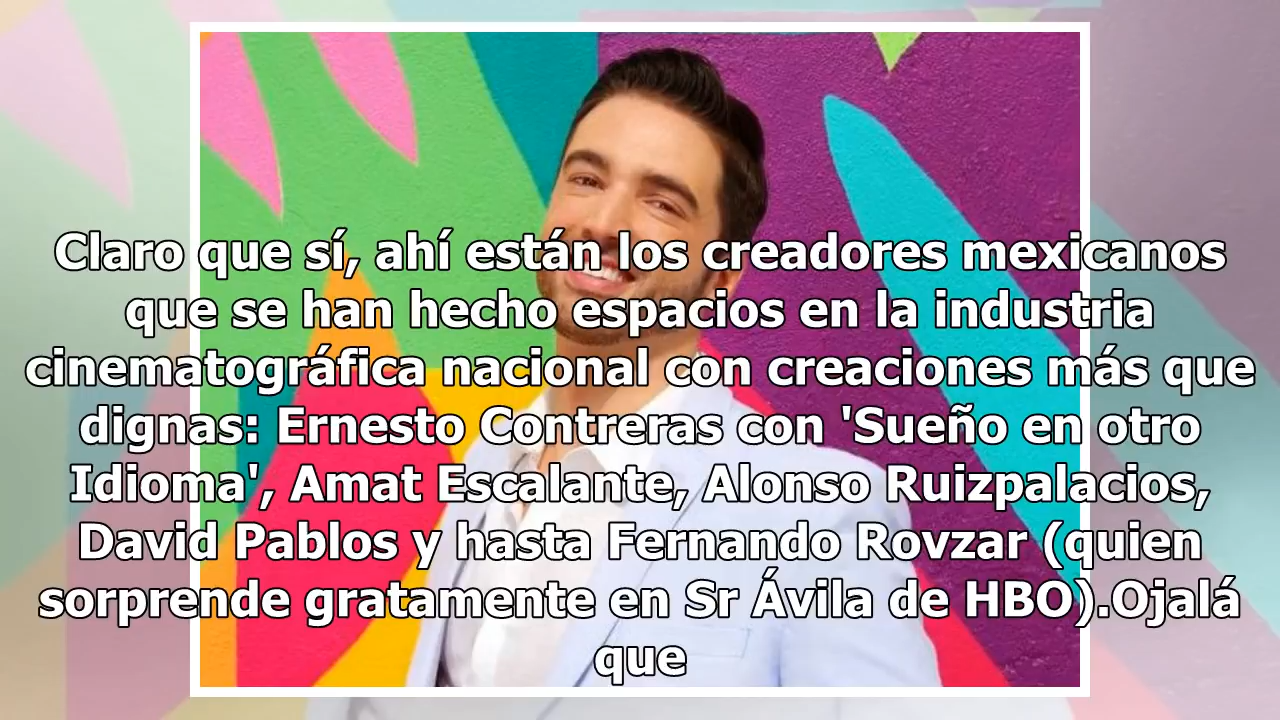 Claro que sí, ahí están los creadores mexicanos
que se han hecho espacios en la industria
cinematográfica nacional con creaciones más que
dignas: Ernesto Contreras con 'Sueño en otro
Idioma', Amat Escalante, Alonso Ruizpalacios,
David Pablos y hasta Fernando Rovzar (quien
sorprende gratamente en Sr Ávila de HBO).Ojalá
que